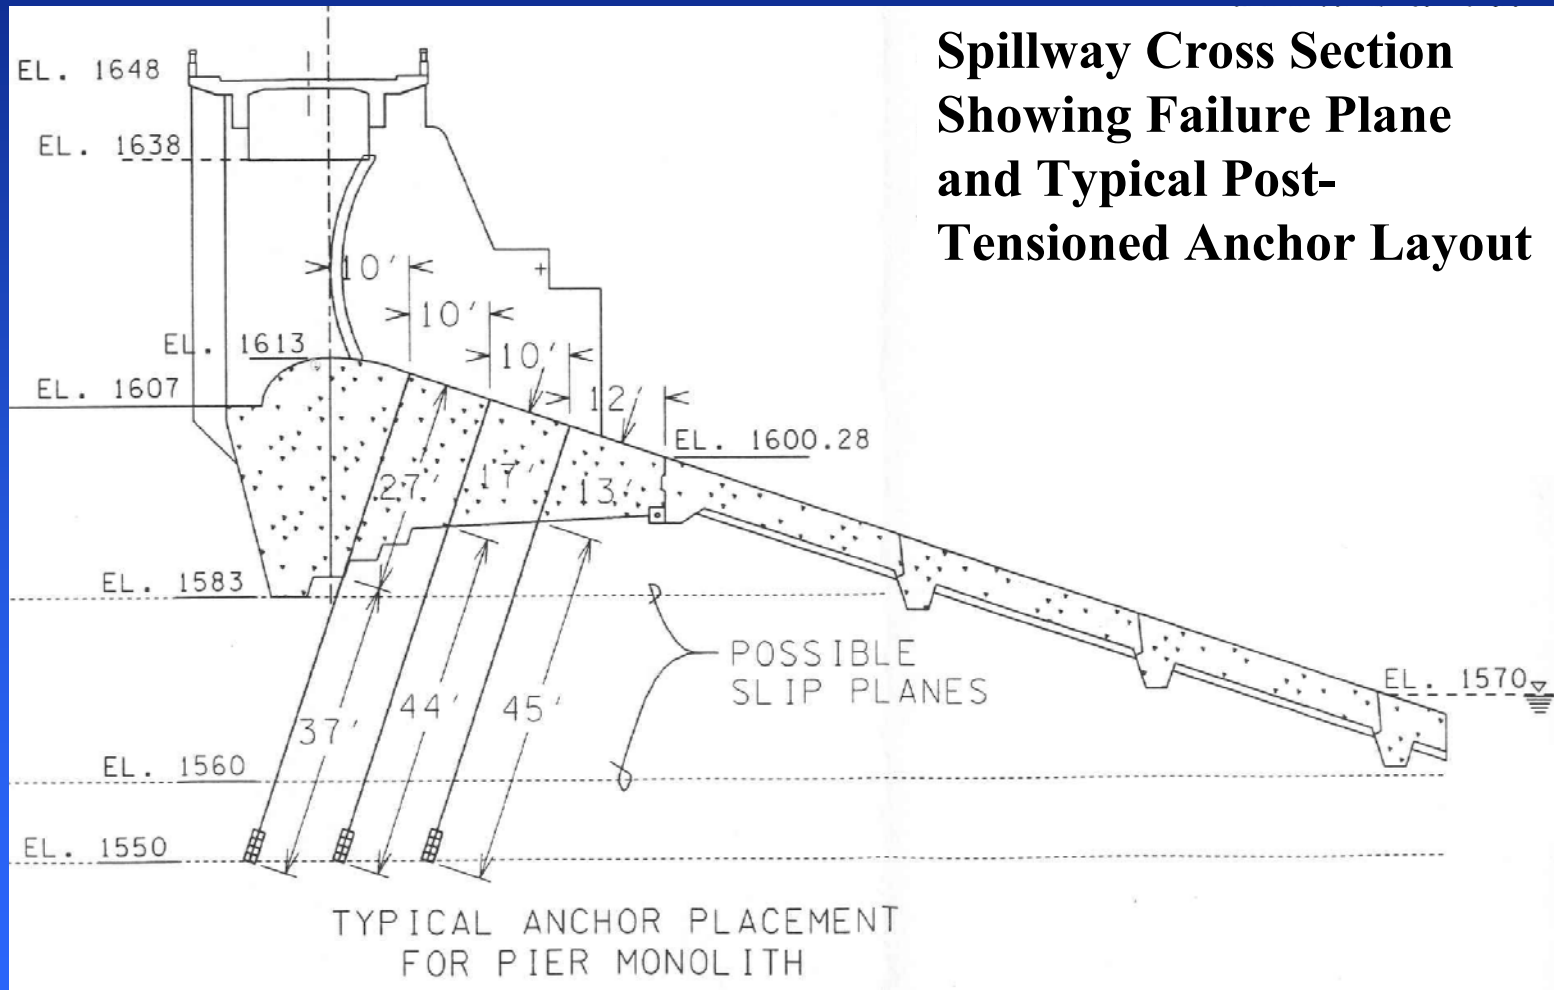 Spillway Cross Section
Showing Failure Plane
and Typical Post-
Tensioned Anchor Layout
EL. 1648
EL. 1638
10'
10'
EL. 1613
10'
EL. 1607
12'
EL. 1600.28
27'
17'
13'
EL. 1583
POSSIBLE
SLIP PLANES
EL. 1570
37'
44'
45'
EL. 1560
EL. 1550
TYPICAL ANCHOR PLACEMENT
FOR PIER MONOLITH